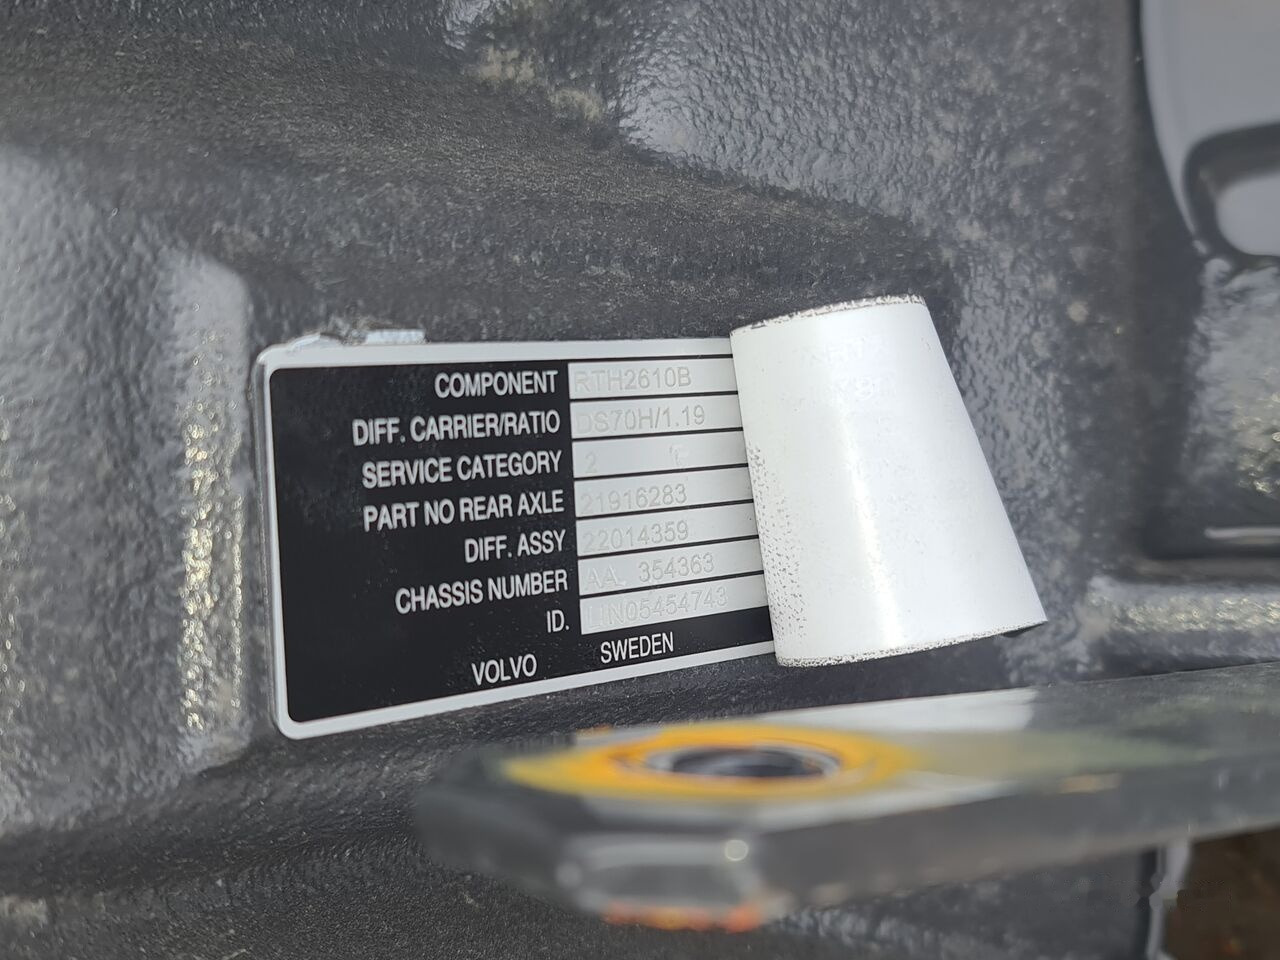 COMPONENT RTH2610B
DIFF. CARRIER/RATIO DS70H/1.19
SERVICE CATEGORY 2
PART NO REAR AXLE 21916283
DIFF. ASSY 22014359
CHASSIS NUMBER AA. 354363
ID. LIN05454743
VOLVO SWEDEN